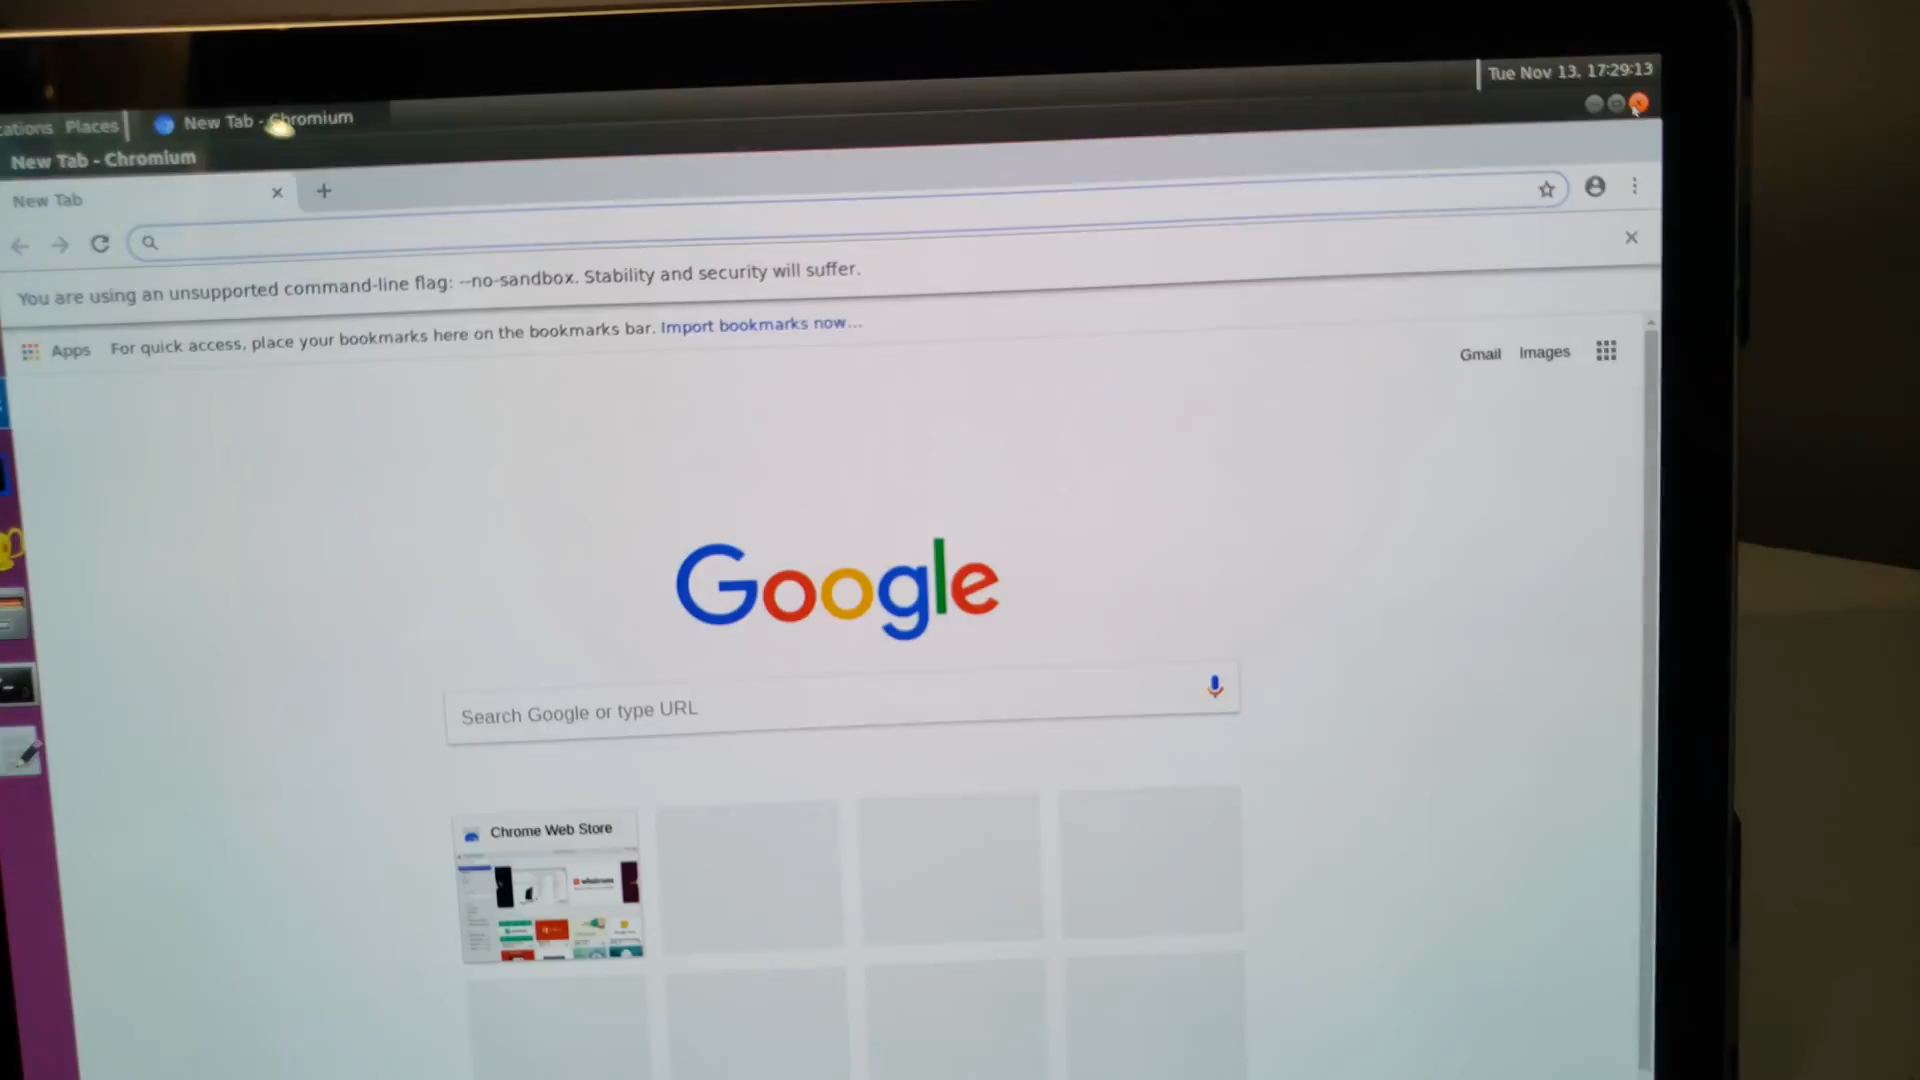 Tue Nov 13, 17:29:13
Places
New Tab - Chromium
New Tab - Chromium
New Tab
You are using an unsupported command-line flag: --no-sandbox. Stability and security will suffer.
Apps For quick access, place your bookmarks here on the bookmarks bar. Import bookmarks now...
Gmail Images
Google
Search Google or type URL
Chrome Web Store